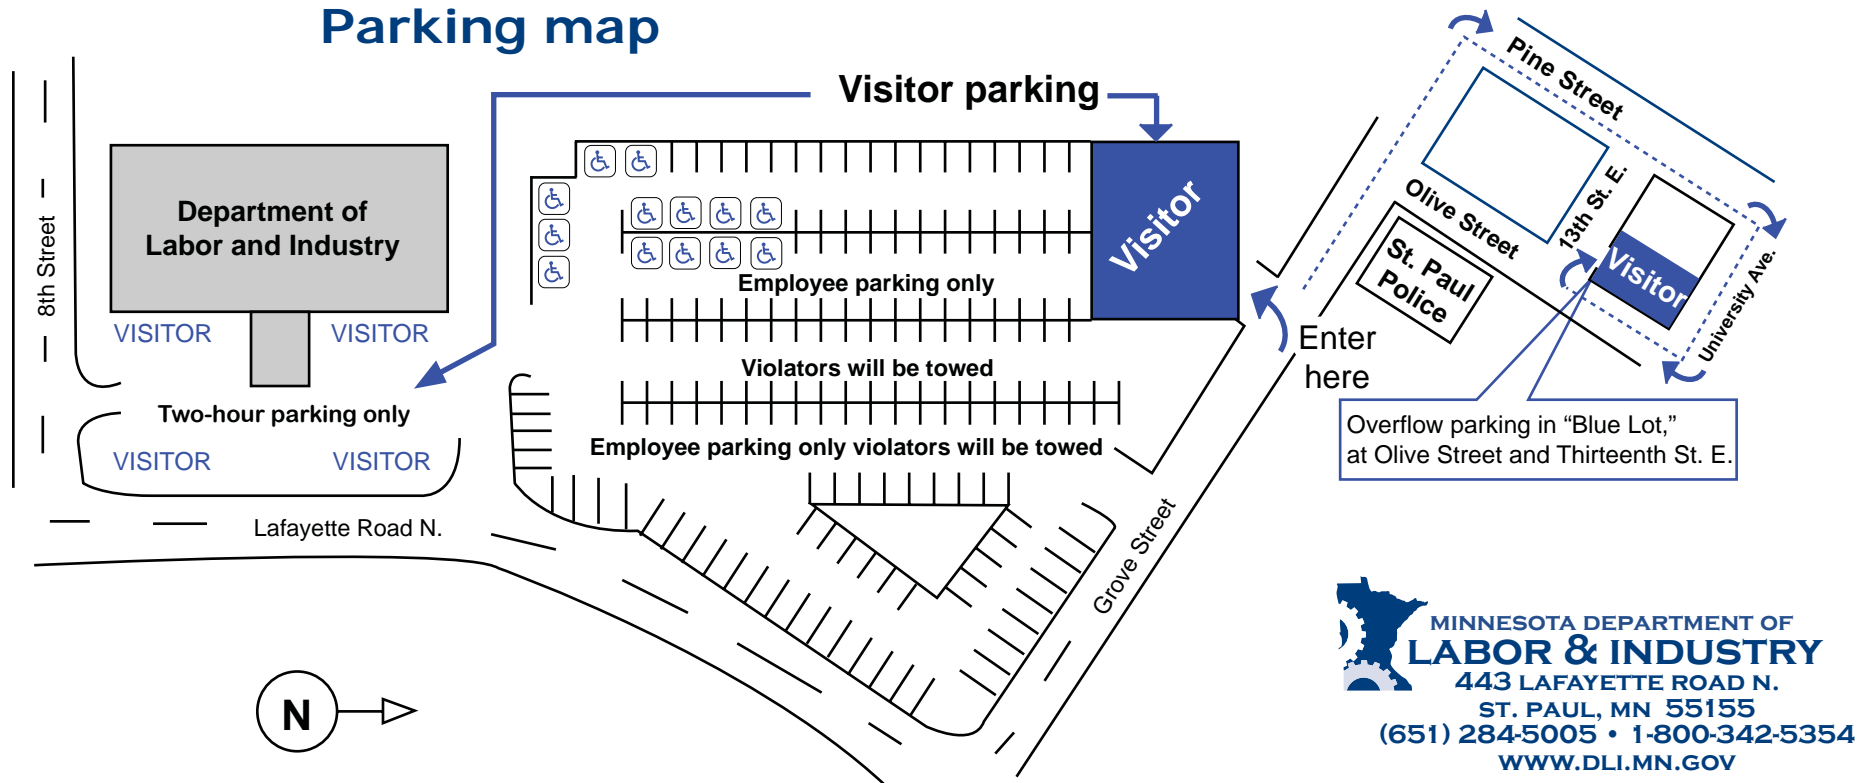 Parking map
Visitor parking
Department of
Labor and Industry
8th Street
VISITOR
VISITOR
Two-hour parking only
VISITOR
VISITOR
Lafayette Road N.
Employee parking only
Violators will be towed
Employee parking only violators will be towed
Visitor
Enter
here
Grove Street
Pine Street
Olive Street
13th St. E.
University Ave.
St. Paul
Police
Visitor
Overflow parking in “Blue Lot,”
at Olive Street and Thirteenth St. E.
N
MINNESOTA DEPARTMENT OF
LABOR & INDUSTRY
443 LAFAYETTE ROAD N.
ST. PAUL, MN 55155
(651) 284-5005 • 1-800-342-5354
WWW.DLI.MN.GOV